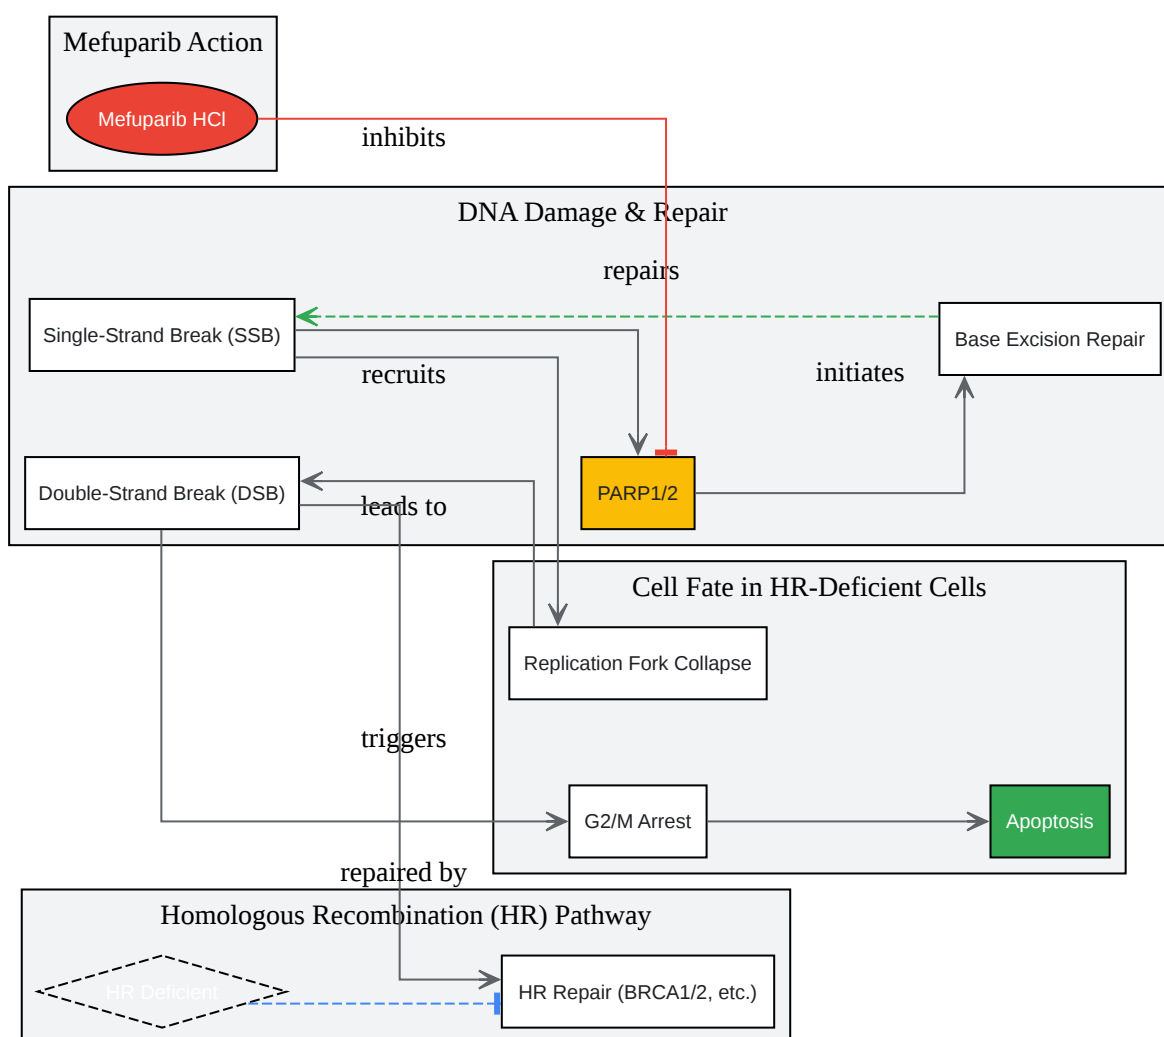 Mefuparib Action
Mefuparib HCl
inhibits
DNA Damage & Repair
repairs
Single-Strand Break (SSB)
Base Excision Repair
recruits
initiates
Double-Strand Break (DSB)
leads to
PARP1/2
Cell Fate in HR-Deficient Cells
Replication Fork Collapse
triggers
G2/M Arrest
Apoptosis
repaired by
Homologous Recombination (HR) Pathway
HR Deficient
HR Repair (BRCA1/2, etc.)